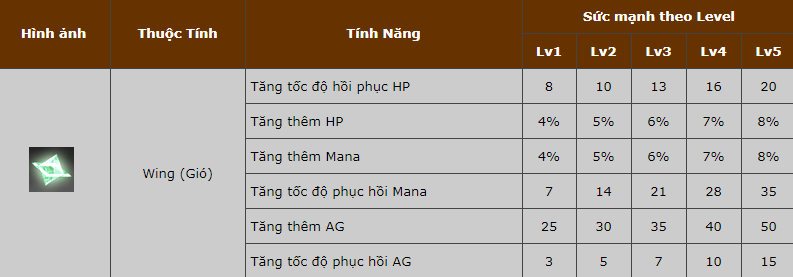 Hình ảnh Thuộc Tính Tính Năng Sức mạnh theo Level
Lv1 Lv2 Lv3 Lv4 Lv5
Wing (Gió)
Tăng tốc độ hồi phục HP 8 10 13 16 20
Tăng thêm HP 4% 5% 6% 7% 8%
Tăng thêm Mana 4% 5% 6% 7% 8%
Tăng tốc độ phục hồi Mana 7 14 21 28 35
Tăng thêm AG 25 30 35 40 50
Tăng tốc độ phục hồi AG 3 5 7 10 15